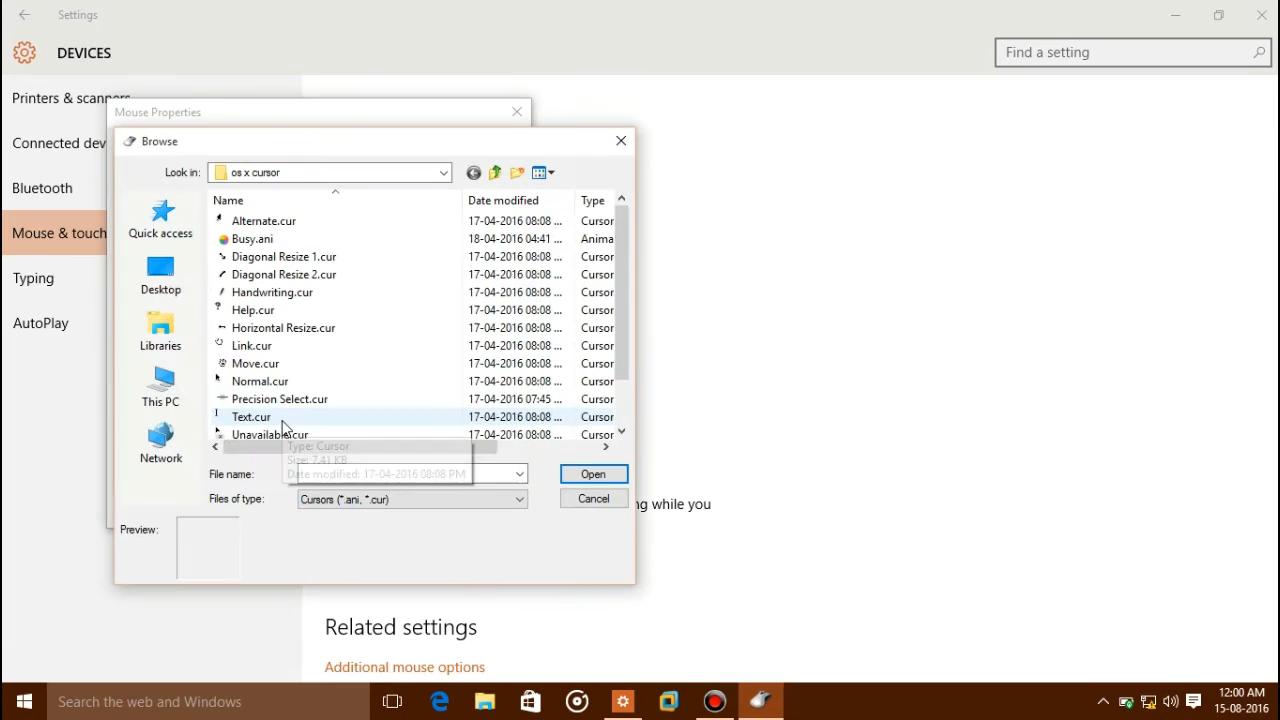 Settings
DEVICES
Find a setting
Printers & scanners
Connected dev
Bluetooth
Mouse & touch
Typing
AutoPlay
Mouse Properties
Browse
Look in: os x cursor
Quick access
Desktop
Libraries
This PC
Network
Name Date modified Type
Alternate.cur 17-04-2016 08:08 ... Cursor
Busy.ani 18-04-2016 04:41 ... Anima
Diagonal Resize 1.cur 17-04-2016 08:08 ... Cursor
Diagonal Resize 2.cur 17-04-2016 08:08 ... Cursor
Handwriting.cur 17-04-2016 08:08 ... Cursor
Help.cur 17-04-2016 08:08 ... Cursor
Horizontal Resize.cur 17-04-2016 08:08 ... Cursor
Link.cur 17-04-2016 08:08 ... Cursor
Move.cur 17-04-2016 08:08 ... Cursor
Normal.cur 17-04-2016 08:08 ... Cursor
Precision Select.cur 17-04-2016 07:45 ... Cursor
Text.cur 17-04-2016 08:08 ... Cursor
Unavailable.cur 17-04-2016 08:08 ... Cursor
Type: Cursor
Size: 7.41 KB
Date modified: 17-04-2016 08:08 PM
File name: Open
Files of type: Cursors (*.ani, *.cur) Cancel
Preview:
ng while you
Related settings
Additional mouse options
Search the web and Windows
12:00 AM
15-08-2016